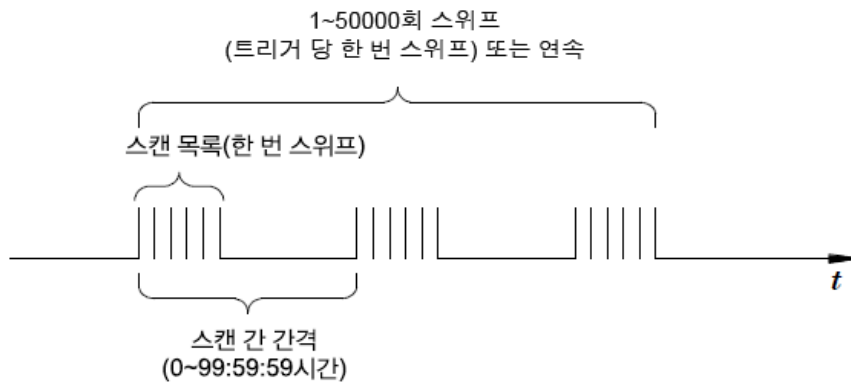 1~50000회 스위프
(트리거 당 한 번 스위프) 또는 연속
스캔 목록(한 번 스위프)
t
스캔 간 간격
(0~99:59:59시간)